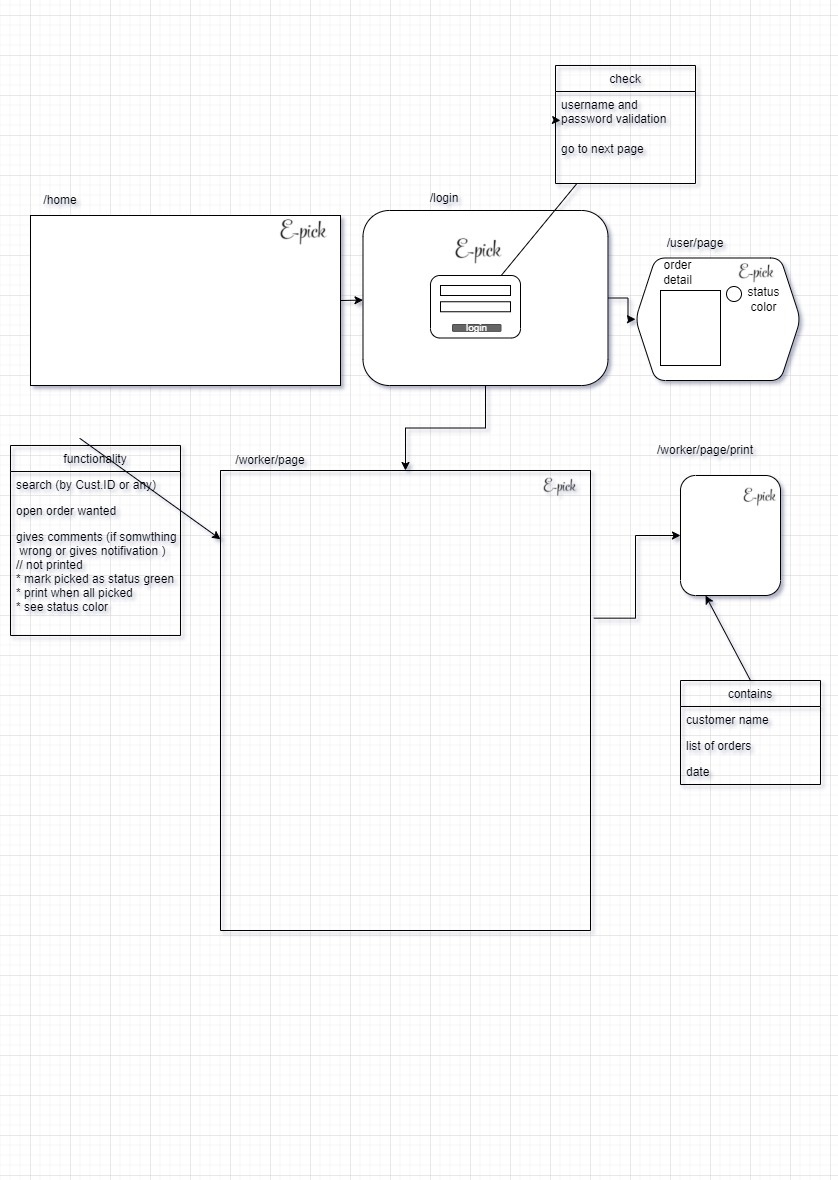 check
username and
password validation
go to next page
/home
/login
E-pick
E-pick
login
/user/page
order
detail
E-pick
status
color
functionality
search (by Cust.ID or any)
open order wanted
gives comments (if somwthing
wrong or gives notifivation )
// not printed
* mark picked as status green
* print when all picked
* see status color
/worker/page
E-pick
/worker/page/print
E-pick
contains
customer name
list of orders
date